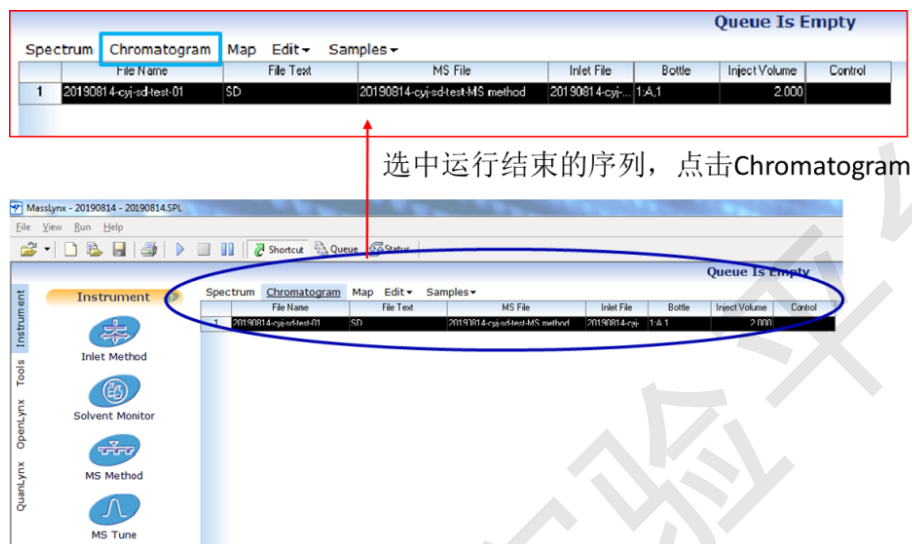 Queue Is Empty
Spectrum Chromatogram Map Edit Samples
File Name File Text MS File Inlet File Bottle Inject Volume Control
1 20190814-cyj-sd-test-01 SD 20190814-cyj-sd-test-MS method 20190814-cyj-... 1:A,1 2.000
选中运行结束的序列，点击Chromatogram
MassLynx - 20190814 - 20190814.SPL
File View Run Help
Shortcut Queue Status
Queue Is Empty
Instrument
Spectrum Chromatogram Map Edit Samples
File Name File Text MS File Inlet File Bottle Inject Volume Control
1 20190814-cyj-sd-test-01 SD 20190814-cyj-sd-test-MS method 20190814-cyj- 1:A,1 2.000
Instrument
Tools
OpenLynx
QuanLynx
Inlet Method
Solvent Monitor
MS Method
MS Tune
实验平